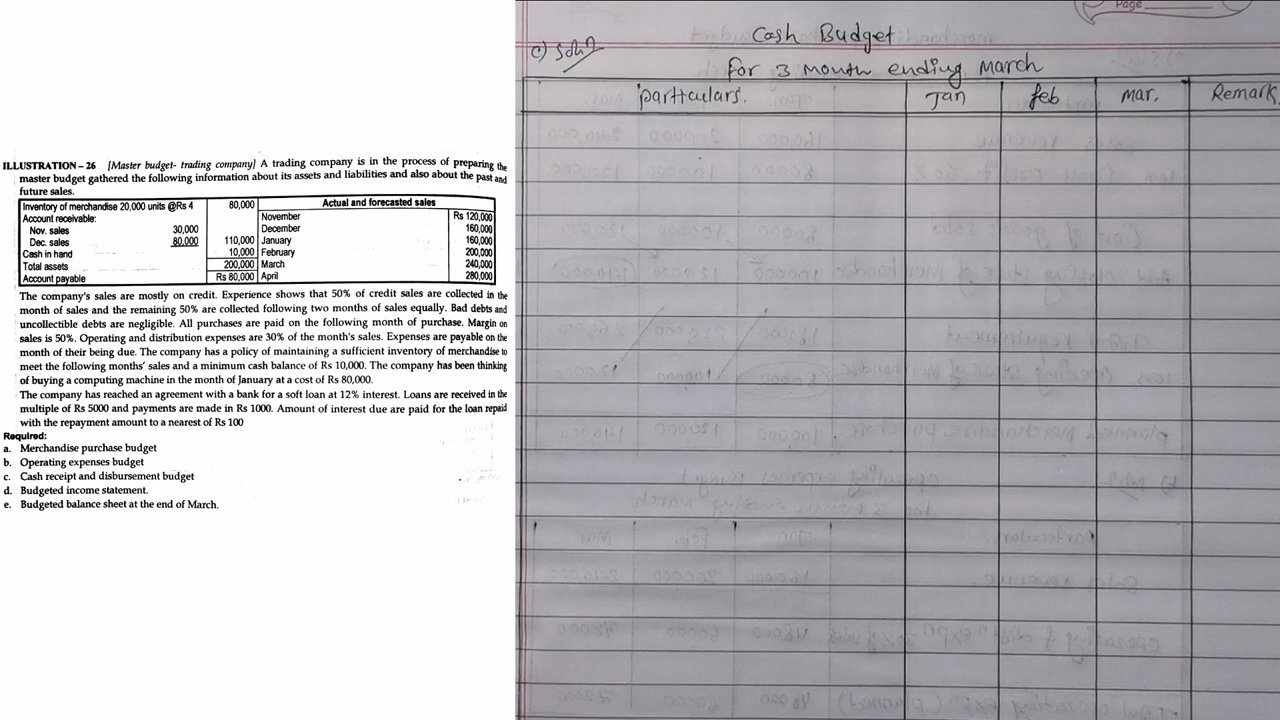 ILLUSTRATION – 26 [Master budget- trading company] A trading company is in the process of preparing the
master budget gathered the following information about its assets and liabilities and also about the past and
future sales.
Inventory of merchandise 20,000 units @Rs 4 80,000 Actual and forecasted sales
Account receivable: November Rs 120,000
Nov. sales 30,000 December 160,000
Dec. sales 80,000 110,000 January 160,000
Cash in hand 10,000 February 200,000
Total assets 200,000 March 240,000
Account payable Rs 80,000 April 280,000
The company's sales are mostly on credit. Experience shows that 50% of credit sales are collected in the
month of sales and the remaining 50% are collected following two months of sales equally. Bad debts and
uncollectible debts are negligible. All purchases are paid on the following month of purchase. Margin on
sales is 50%. Operating and distribution expenses are 30% of the month's sales. Expenses are payable on the
month of their being due. The company has a policy of maintaining a sufficient inventory of merchandise to
meet the following months' sales and a minimum cash balance of Rs 10,000. The company has been thinking
of buying a computing machine in the month of January at a cost of Rs 80,000.
The company has reached an agreement with a bank for a soft loan at 12% interest. Loans are received in the
multiple of Rs 5000 and payments are made in Rs 1000. Amount of interest due are paid for the loan repaid
with the repayment amount to a nearest of Rs 100
Required:
a. Merchandise purchase budget
b. Operating expenses budget
c. Cash receipt and disbursement budget
d. Budgeted income statement.
e. Budgeted balance sheet at the end of March.
Page
Cash Budget
c) Solⁿ
for 3 month ending March
particulars. Jan feb mar. Remark.